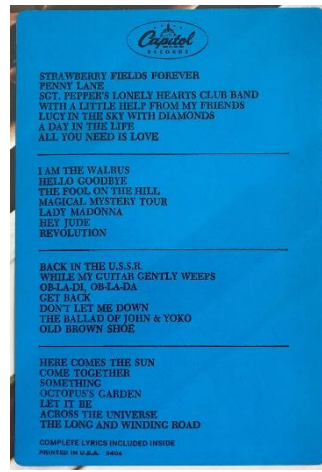 Capitol
RECORDS
STRAWBERRY FIELDS FOREVER
PENNY LANE
SGT. PEPPER'S LONELY HEARTS CLUB BAND
WITH A LITTLE HELP FROM MY FRIENDS
LUCY IN THE SKY WITH DIAMONDS
A DAY IN THE LIFE
ALL YOU NEED IS LOVE
I AM THE WALRUS
HELLO GOODBYE
THE FOOL ON THE HILL
MAGICAL MYSTERY TOUR
LADY MADONNA
HEY JUDE
REVOLUTION
BACK IN THE U.S.S.R.
WHILE MY GUITAR GENTLY WEEPS
OB-LA-DI, OB-LA-DA
GET BACK
DON'T LET ME DOWN
THE BALLAD OF JOHN & YOKO
OLD BROWN SHOE
HERE COMES THE SUN
COME TOGETHER
SOMETHING
OCTOPUS'S GARDEN
LET IT BE
ACROSS THE UNIVERSE
THE LONG AND WINDING ROAD
COMPLETE LYRICS INCLUDED INSIDE
PRINTED IN U.S.A. 3404